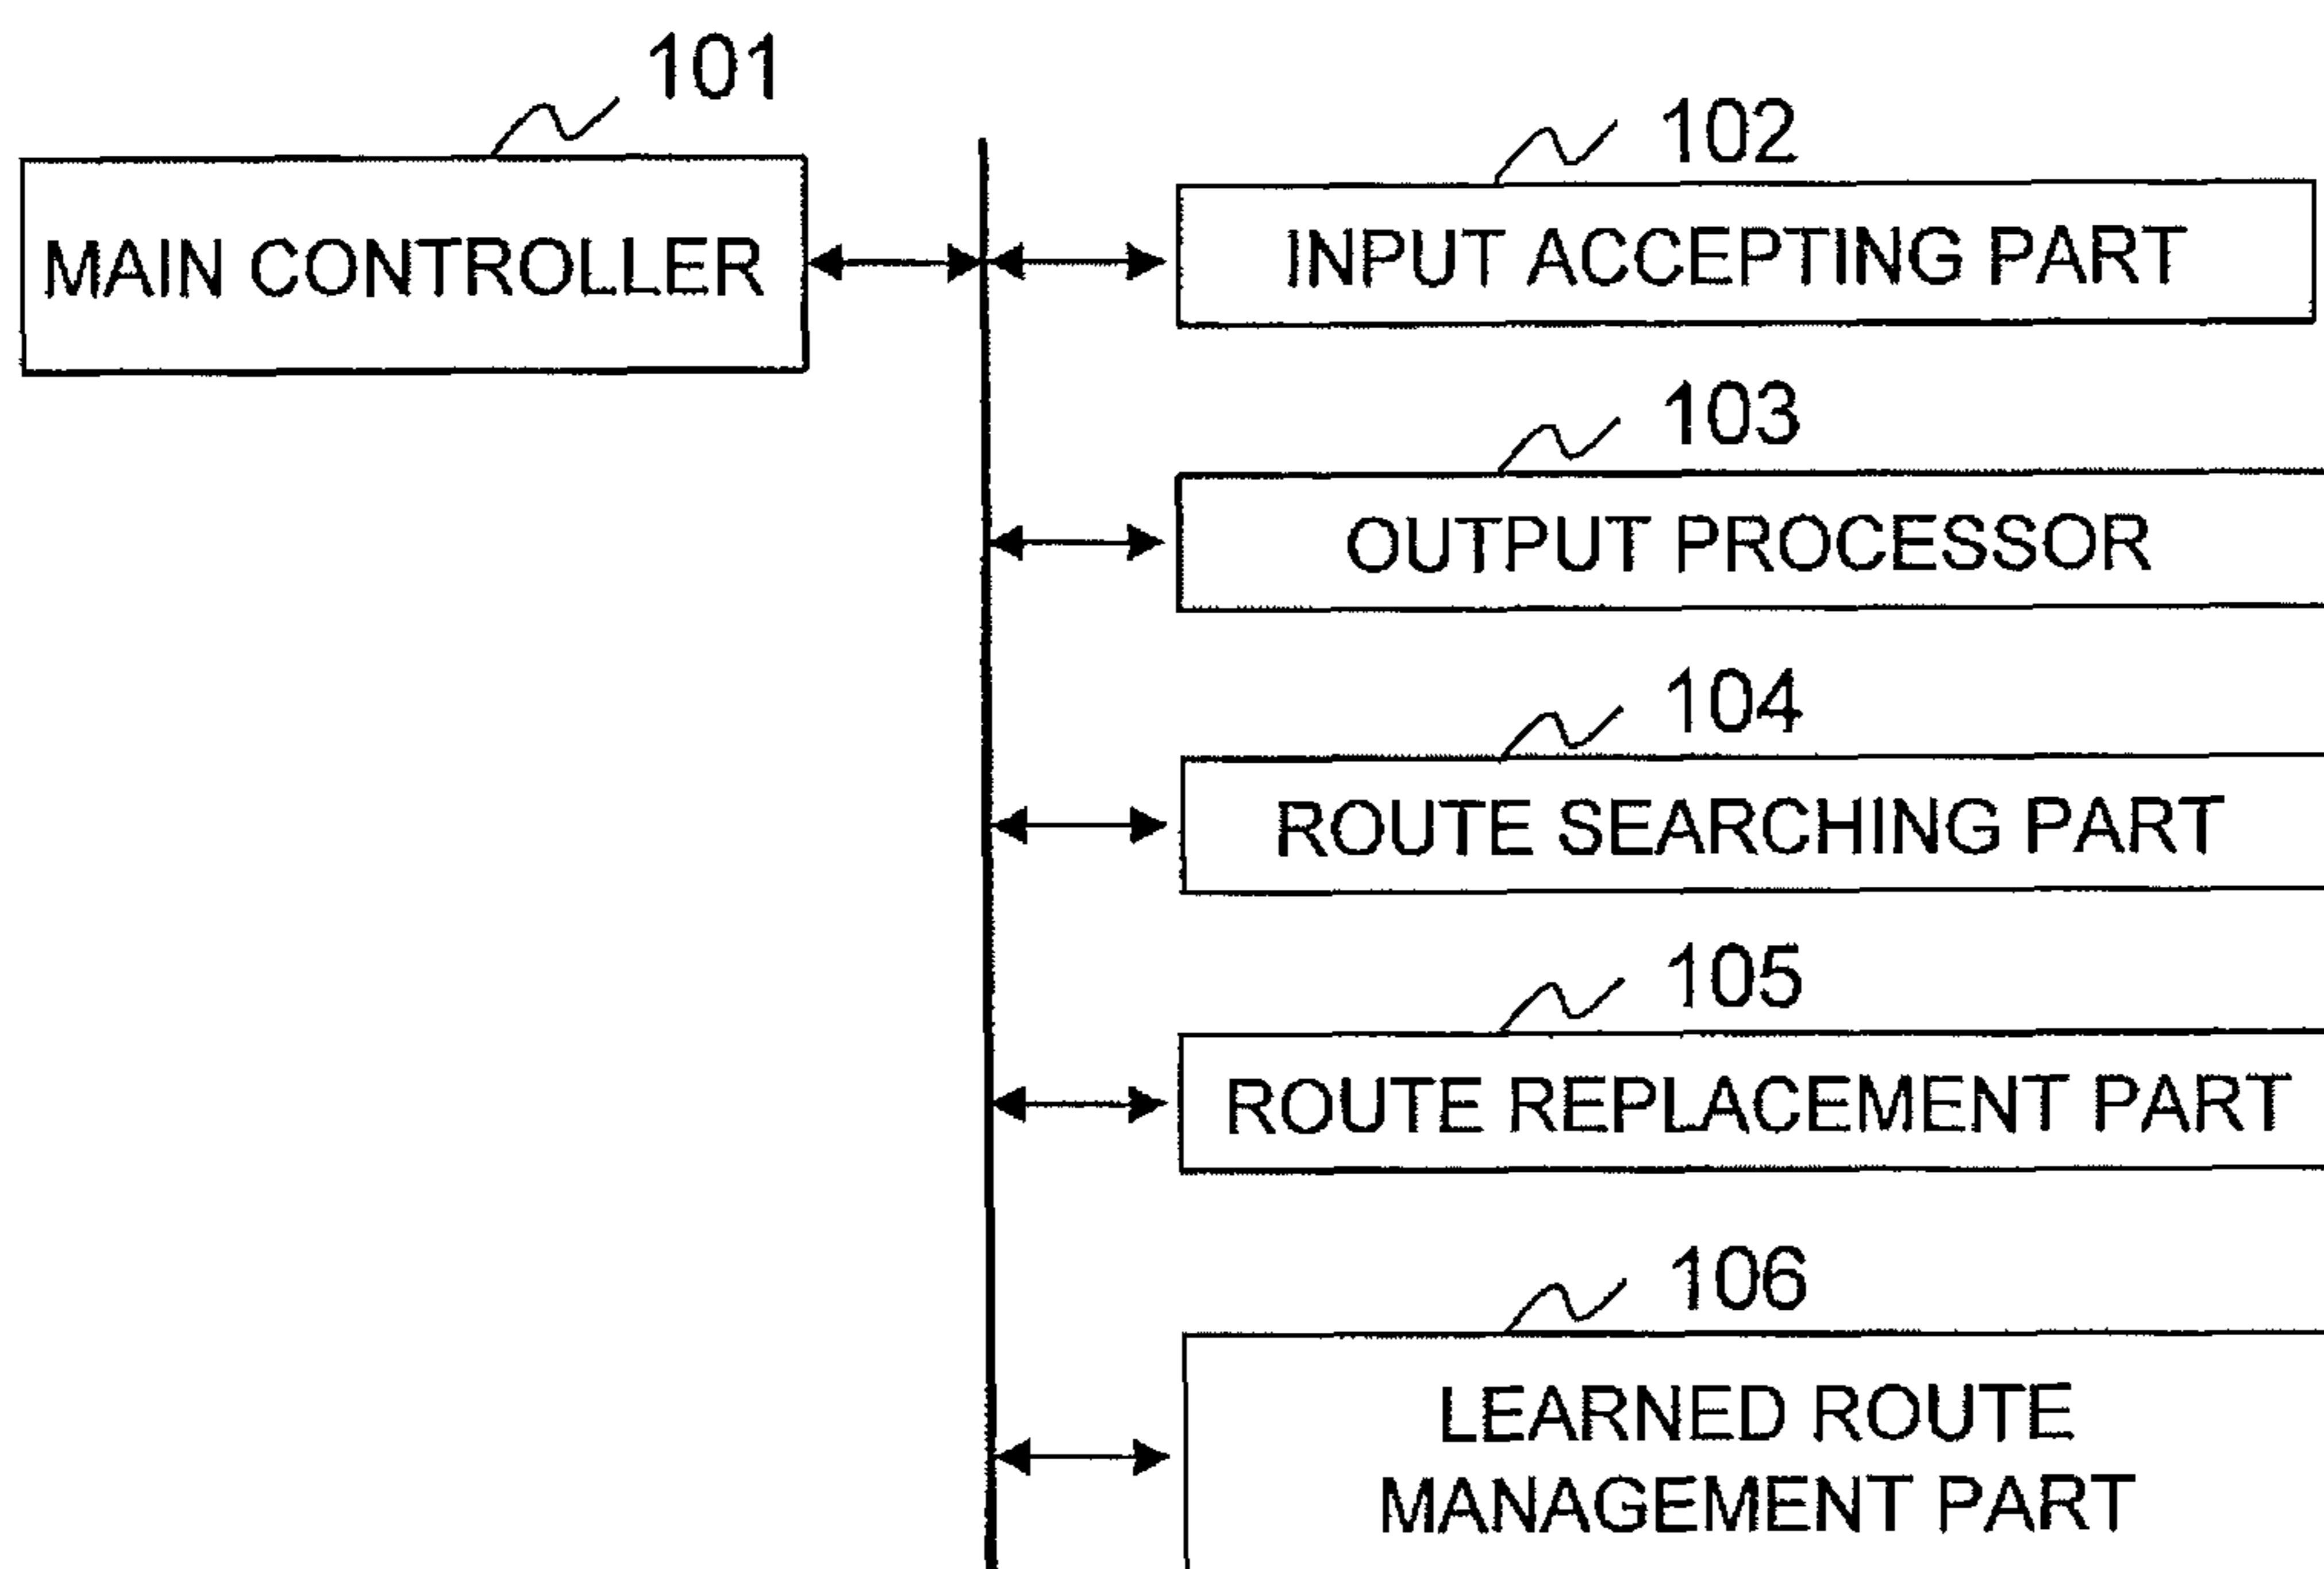 101
MAIN CONTROLLER
102
INPUT ACCEPTING PART
103
OUTPUT PROCESSOR
104
ROUTE SEARCHING PART
105
ROUTE REPLACEMENT PART
106
LEARNED ROUTE
MANAGEMENT PART